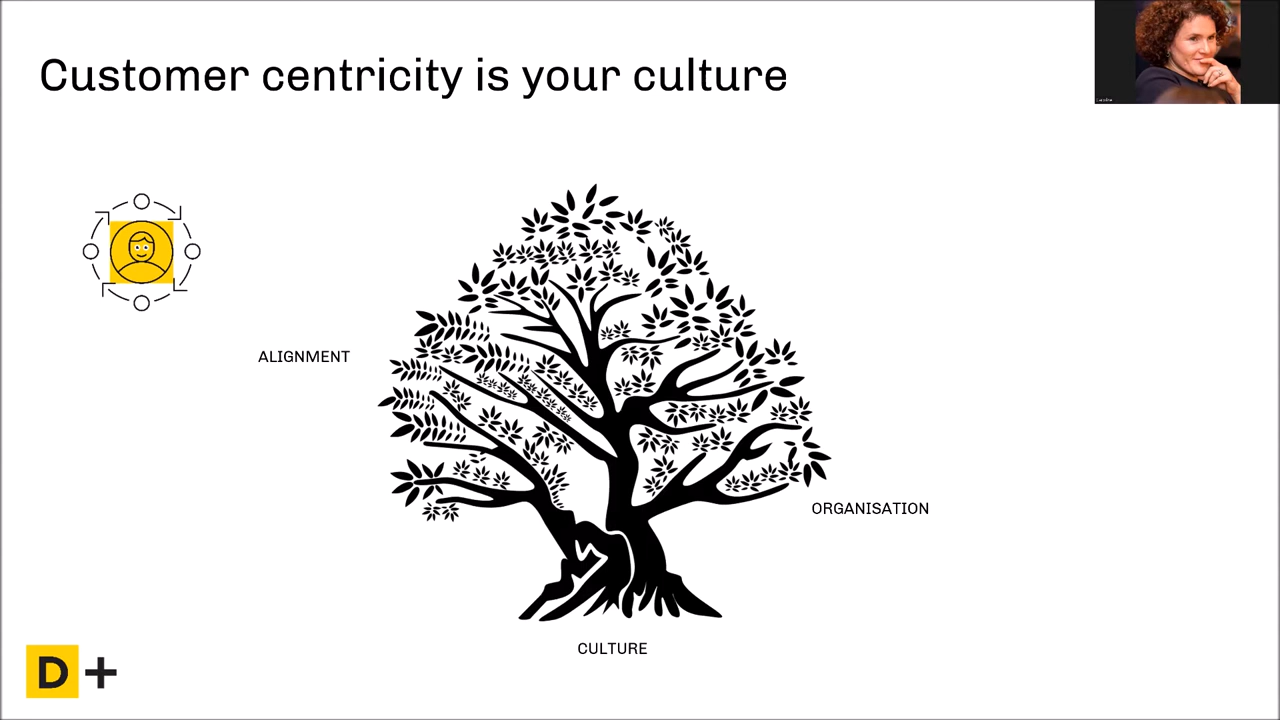 Customer centricity is your culture
ALIGNMENT
ORGANISATION
CULTURE
D+